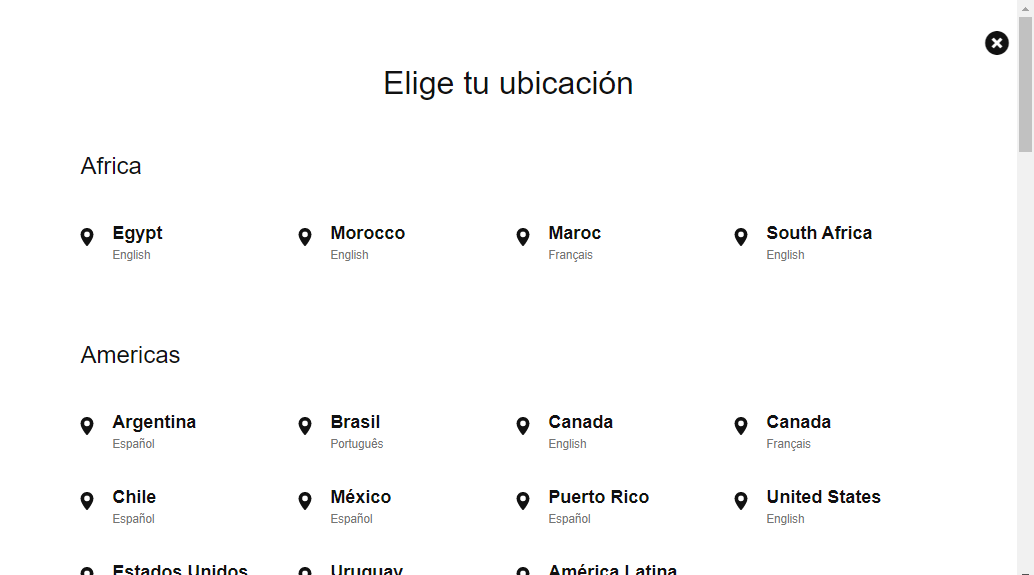 Elige tu ubicación
Africa
Egypt
English
Morocco
English
Maroc
Français
South Africa
English
Americas
Argentina
Español
Brasil
Português
Canada
English
Canada
Français
Chile
Español
México
Español
Puerto Rico
Español
United States
English
Estados Unidos
Uruguay
América Latina